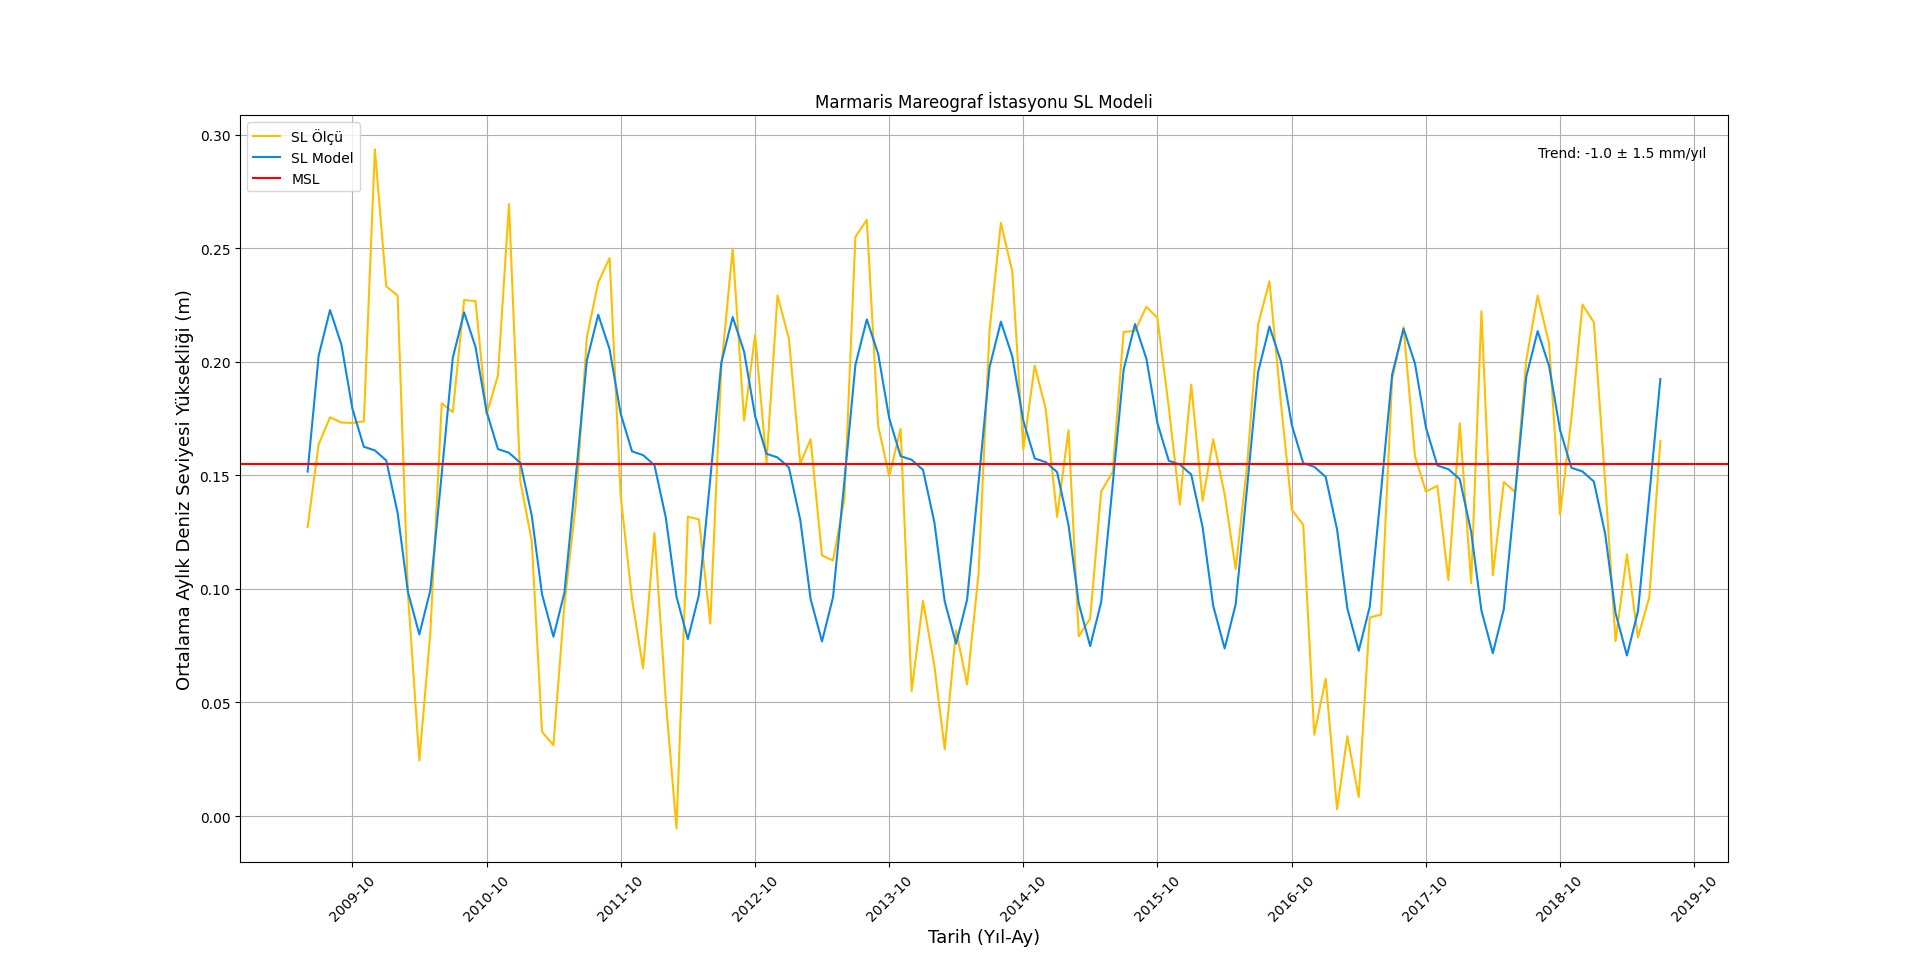 Marmaris Mareograf İstasyonu SL Modeli
SL Ölçü
SL Model
MSL
Trend: -1.0 ± 1.5 mm/yıl
Ortalama Aylık Deniz Seviyesi Yüksekliği (m)
0.30
0.25
0.20
0.15
0.10
0.05
0.00
2009-10
2010-10
2011-10
2012-10
2013-10
2014-10
2015-10
2016-10
2017-10
2018-10
2019-10
Tarih (Yıl-Ay)